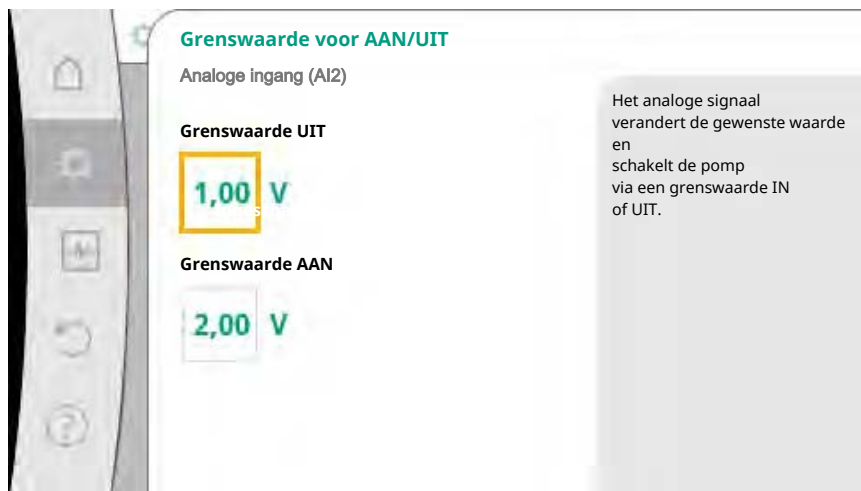 Grenswaarde voor AAN/UIT
Analoge ingang (AI2)
Grenswaarde UIT
1,00 V
Grenswaarde AAN
2,00 V
Het analoge signaal
verandert de gewenste waarde
en
schakelt de pomp
via een grenswaarde IN
of UIT.